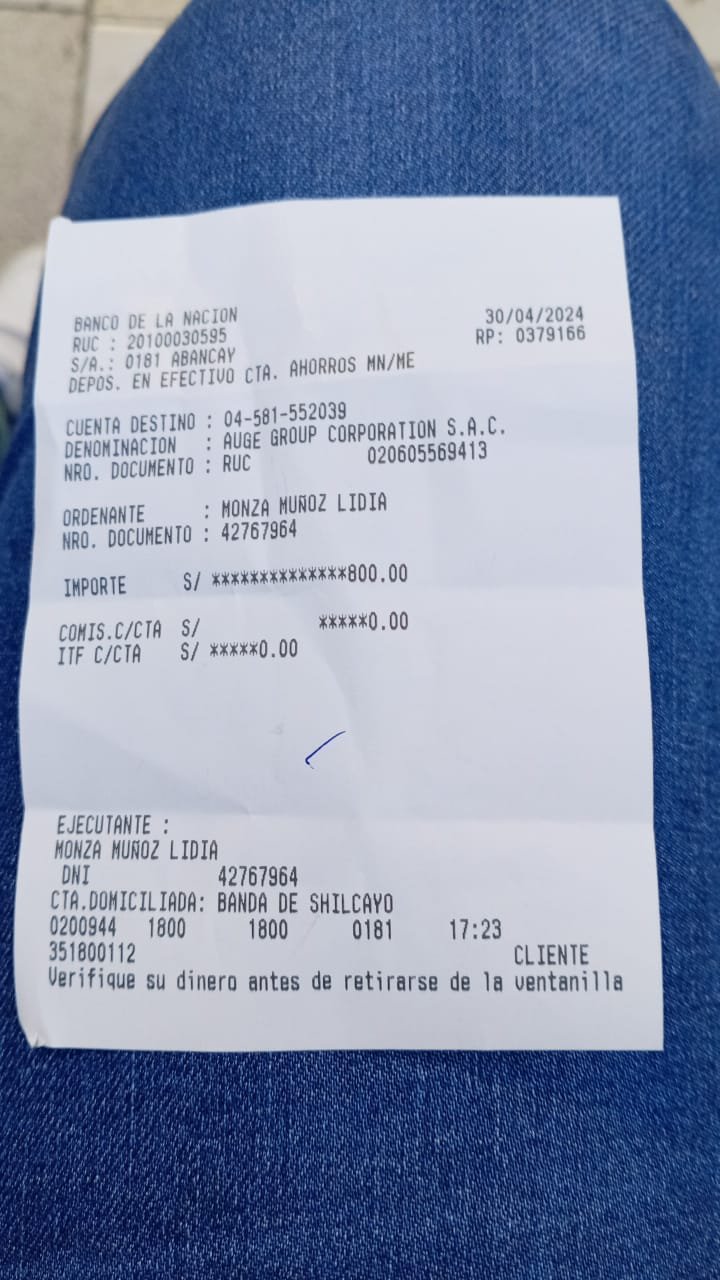 BANCO DE LA NACION 30/04/2024
RUC : 20100030595 RP: 0379166
S/A.: 0181 ABANCAY
DEPOS. EN EFECTIVO CTA. AHORROS MN/ME
CUENTA DESTINO : 04-581-552039
DENOMINACION : AUGE GROUP CORPORATION S.A.C.
NRO. DOCUMENTO : RUC 020605569413
ORDENANTE : MONZA MUÑOZ LIDIA
NRO. DOCUMENTO : 42767964
IMPORTE S/ **************800.00
COMIS.C/CTA S/ *****0.00
ITF C/CTA S/ *****0.00
EJECUTANTE :
MONZA MUÑOZ LIDIA
DNI 42767964
CTA.DOMICILIADA: BANDA DE SHILCAYO
0200944 1800 1800 0181 17:23
351800112 CLIENTE
Verifique su dinero antes de retirarse de la ventanilla